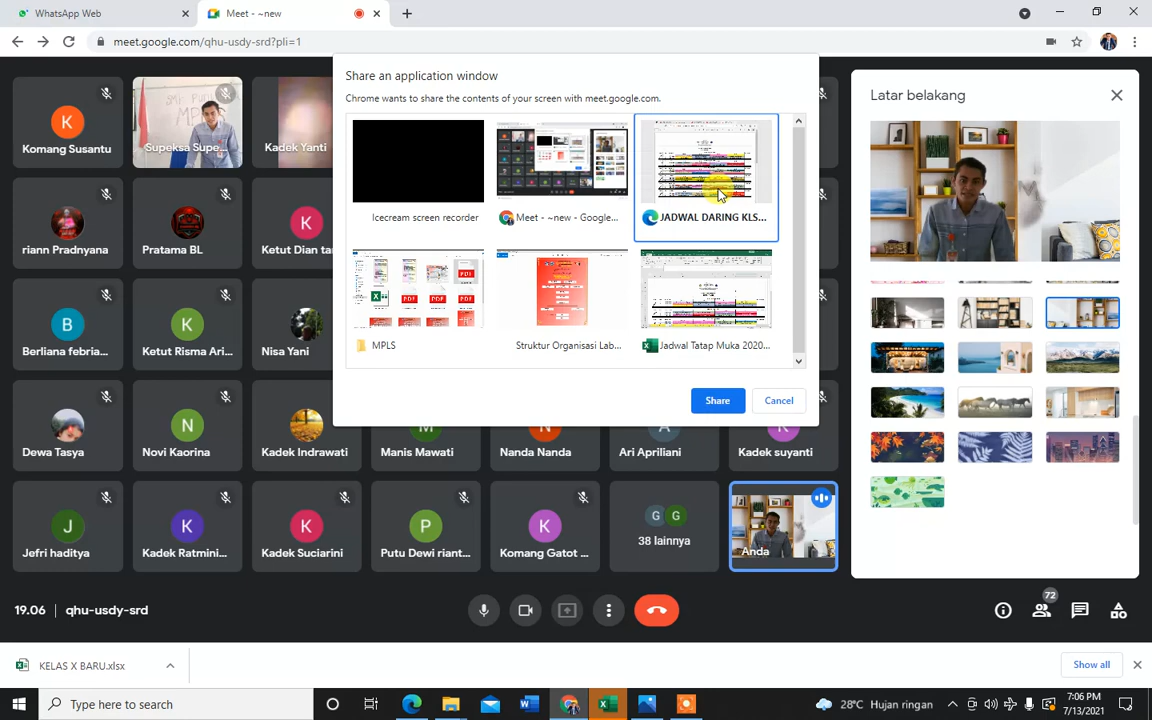 WhatsApp Web
Meet - ~new
meet.google.com/qhu-usdy-srd?pli=1
Share an application window
Chrome wants to share the contents of your screen with meet.google.com.
Icecream screen recorder
Meet - ~new - Google...
JADWAL DARING KLS...
MPLS
Struktur Organisasi Lab...
Jadwal Tatap Muka 2020...
Share
Cancel
Latar belakang
K
Komang Susantu
Supeksa Supe...
Kadek Yanti
riann Pradnyana
Pratama BL
K
Ketut Dian tar
B
Berliana febria...
K
Ketut Risma Ari...
Nisa Yani
Dewa Tasya
N
Novi Kaorina
Kadek Indrawati
Manis Mawati
Nanda Nanda
Ari Apriliani
Kadek suyanti
J
Jefri haditya
K
Kadek Ratmini...
K
Kadek Suciarini
P
Putu Dewi riant...
K
Komang Gatot ...
G G
38 lainnya
Anda
19.06 | qhu-usdy-srd
72
KELAS X BARU.xlsx
Show all
Type here to search
28°C Hujan ringan
7:06 PM
7/13/2021